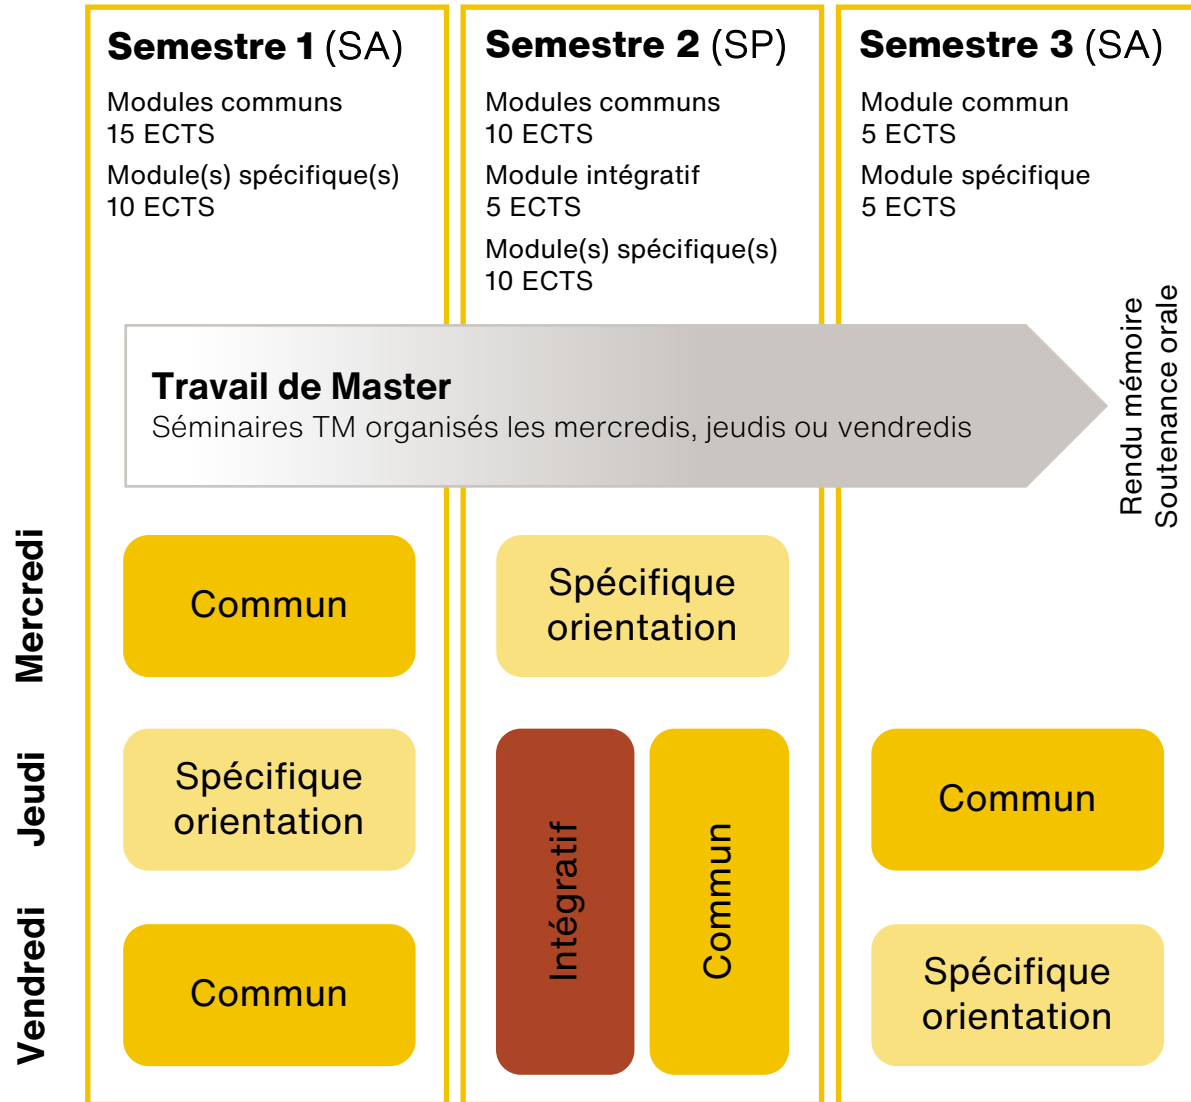 Semestre 1 (SA)
Modules communs
15 ECTS
Module(s) spécifique(s)
10 ECTS
Semestre 2 (SP)
Modules communs
10 ECTS
Module intégratif
5 ECTS
Module(s) spécifique(s)
10 ECTS
Semestre 3 (SA)
Module commun
5 ECTS
Module spécifique
5 ECTS
Travail de Master
Séminaires TM organisés les mercredis, jeudis ou vendredis
Rendu mémoire
Soutenance orale
Mercredi
Commun
Spécifique
orientation
Jeudi
Spécifique
orientation
Intégratif
Commun
Commun
Vendredi
Commun
Spécifique
orientation